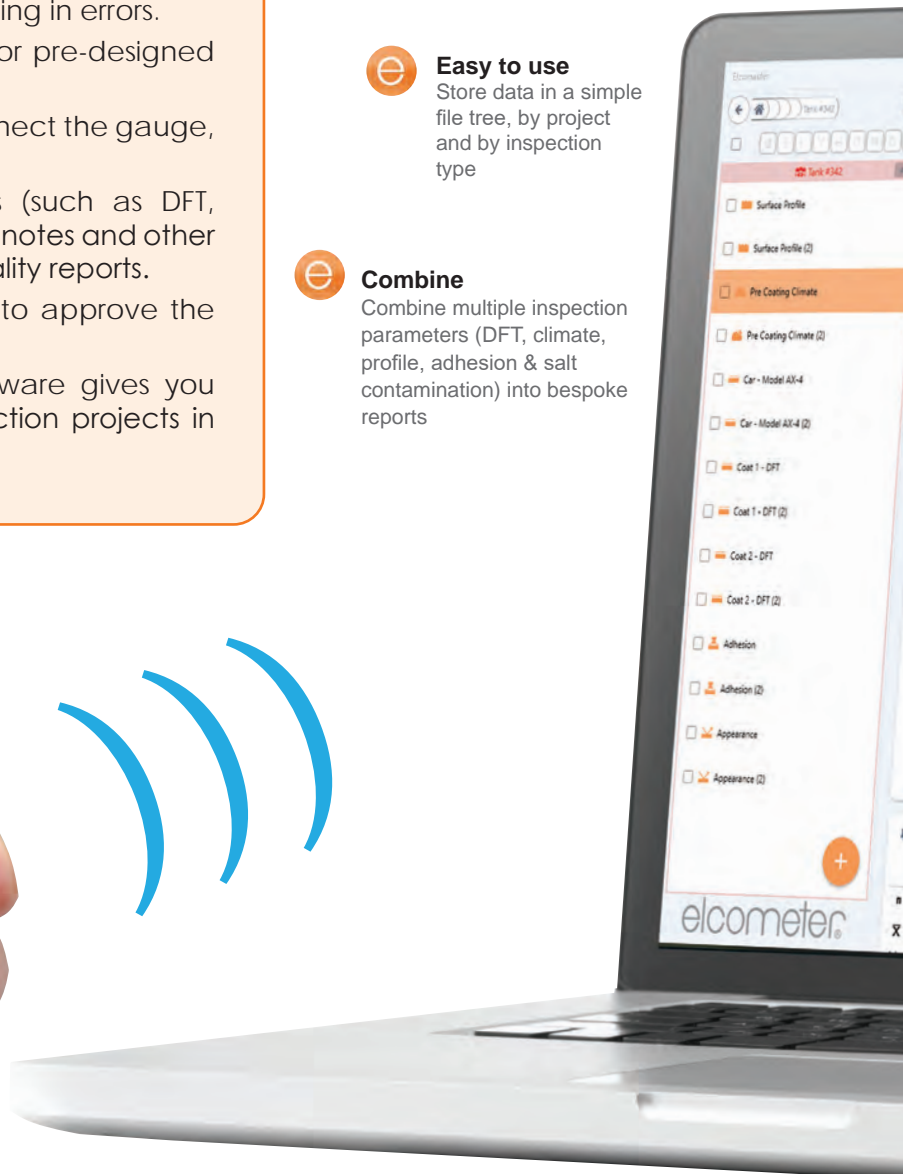 ing in errors.
or pre-designed
nect the gauge,
s (such as DFT,
notes and other
ality reports.
to approve the
ware gives you
ction projects in
Easy to use
Store data in a simple
file tree, by project
and by inspection
type
Combine
Combine multiple inspection
parameters (DFT, climate,
profile, adhesion & salt
contamination) into bespoke
reports
Elcometer
Tank #342
Tank #342
Surface Profile
Surface Profile (2)
Pre Coating Climate
Pre Coating Climate (2)
Car - Model AX-4
Car - Model AX-4 (2)
Coat 1 - DFT
Coat 1 - DFT (2)
Coat 2 - DFT
Coat 2 - DFT (2)
Adhesion
Adhesion (2)
Appearance
Appearance (2)
+
elcometer
n
X